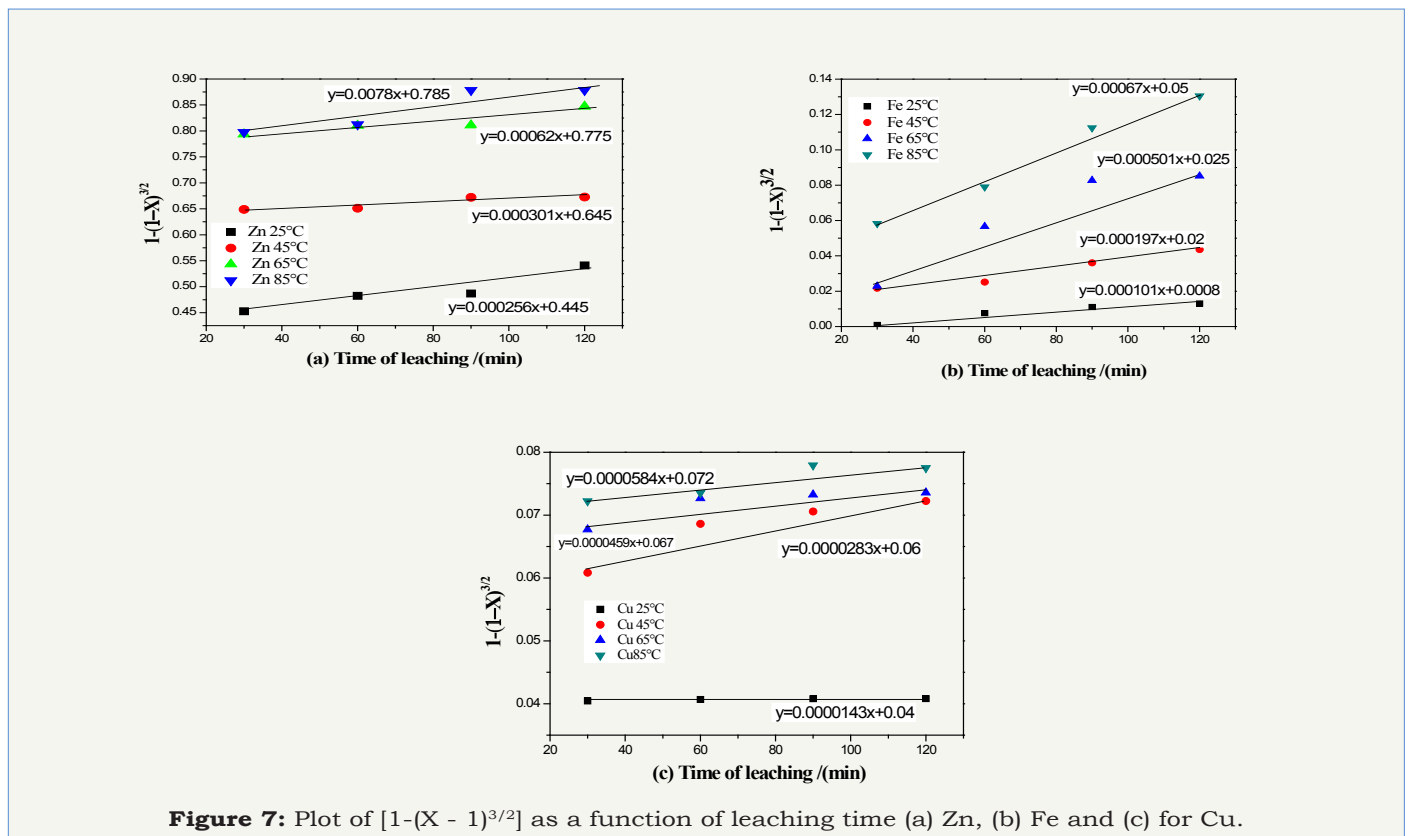 0.90
0.85
0.80
0.75
0.70
0.65
0.60
0.55
0.50
0.45
1-(1–X)^3/2
y=0.0078x+0.785
y=0.00062x+0.775
y=0.000301x+0.645
Zn 25°C
Zn 45°C
Zn 65°C
Zn 85°C
y=0.000256x+0.445
20 40 60 80 100 120
(a) Time of leaching /(min)
0.14
0.12
0.10
0.08
0.06
0.04
0.02
0.00
1-(1–X)^3/2
Fe 25°C
Fe 45°C
Fe 65°C
Fe 85°C
y=0.00067x+0.05
y=0.000501x+0.025
y=0.000197x+0.02
y=0.000101x+0.0008
20 40 60 80 100 120
(b) Time of leaching /(min)
0.08
0.07
0.06
0.05
0.04
1-(1–X)^3/2
y=0.0000584x+0.072
y=0.0000459x+0.067
y=0.0000283x+0.06
Cu 25°C
Cu 45°C
Cu 65°C
Cu85°C
y=0.0000143x+0.04
20 40 60 80 100 120
(c) Time of leaching /(min)
Figure 7: Plot of [1-(X - 1)^3/2] as a function of leaching time (a) Zn, (b) Fe and (c) for Cu.